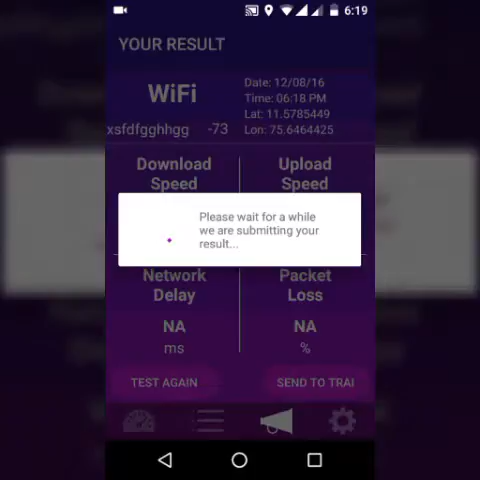 6:19
YOUR RESULT
WiFi
xsfdfgghhgg -73
Date: 12/08/16
Time: 06:18 PM
Lat: 11.5785449
Lon: 75.6464425
Download
Speed
Upload
Speed
Please wait for a while
we are submitting your
result...
Network
Delay
NA
ms
Packet
Loss
NA
%
TEST AGAIN
SEND TO TRAI